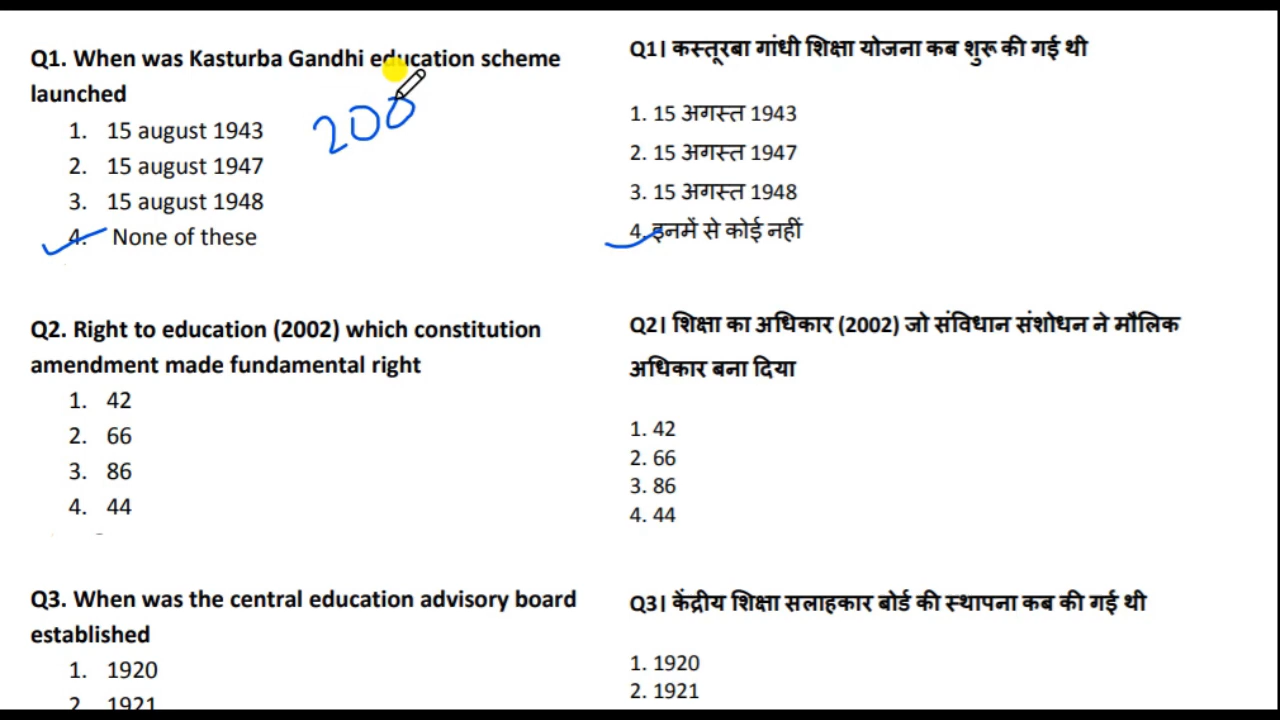 Q1. When was Kasturba Gandhi education scheme
launched
1. 15 august 1943
2. 15 august 1947
3. 15 august 1948
4. None of these
200
Q2. Right to education (2002) which constitution
amendment made fundamental right
1. 42
2. 66
3. 86
4. 44
Q3. When was the central education advisory board
established
1. 1920
2. 1921
Q1। कस्तूरबा गांधी शिक्षा योजना कब शुरू की गई थी
1. 15 अगस्त 1943
2. 15 अगस्त 1947
3. 15 अगस्त 1948
4. इनमें से कोई नहीं
Q2। शिक्षा का अधिकार (2002) जो संविधान संशोधन ने मौलिक
अधिकार बना दिया
1. 42
2. 66
3. 86
4. 44
Q3। केंद्रीय शिक्षा सलाहकार बोर्ड की स्थापना कब की गई थी
1. 1920
2. 1921